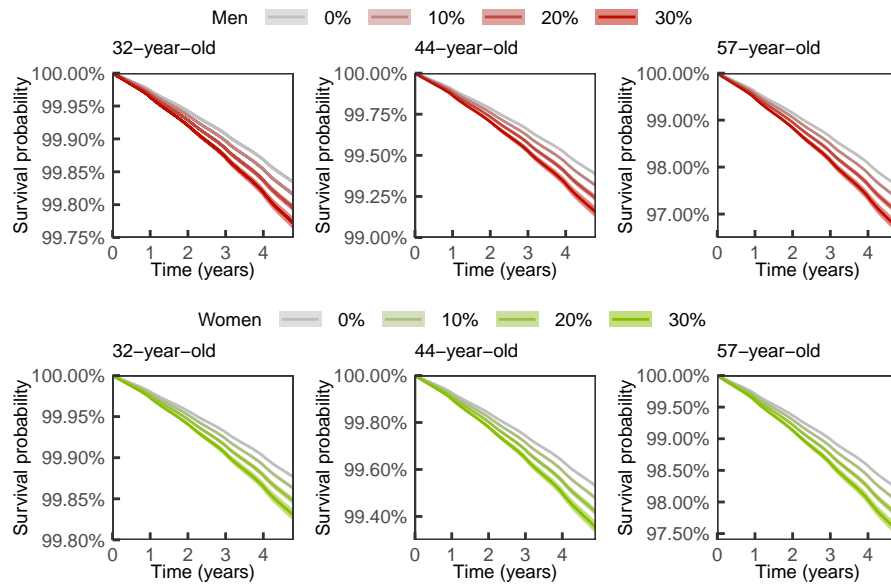 Men 0% 10% 20% 30%
32−year−old 44−year−old 57−year−old
Survival probability Survival probability Survival probability
100.00% 100.00% 100.00%
99.95% 99.75% 99.00%
99.90% 99.50% 98.00%
99.85% 99.25% 97.00%
99.80% 99.00%
99.75%
0 1 2 3 4 0 1 2 3 4 0 1 2 3 4
Time (years) Time (years) Time (years)
Women 0% 10% 20% 30%
32−year−old 44−year−old 57−year−old
Survival probability Survival probability Survival probability
100.00% 100.00% 100.00%
99.95% 99.80% 99.50%
99.90% 99.60% 99.00%
99.85% 99.40% 98.50%
99.80% 98.00%
97.50%
0 1 2 3 4 0 1 2 3 4 0 1 2 3 4
Time (years) Time (years) Time (years)